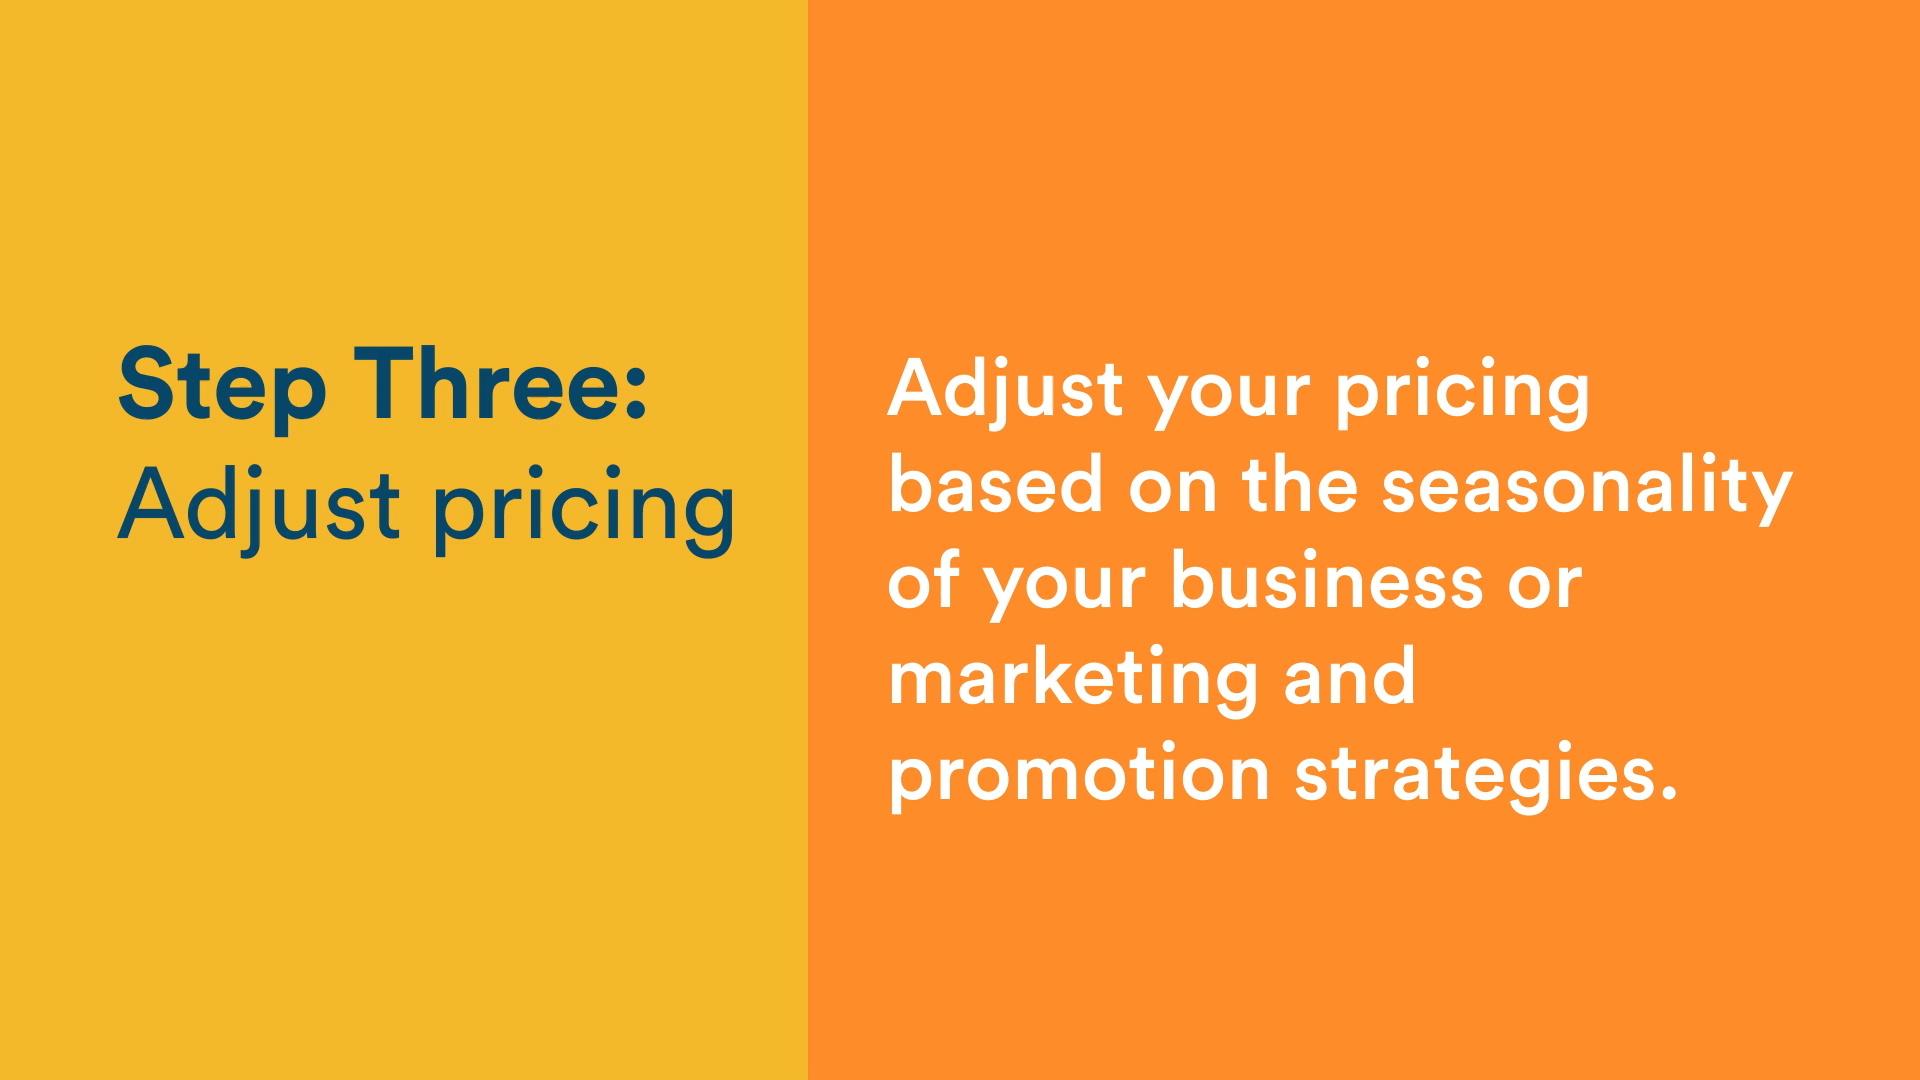 Step Three:
Adjust pricing
Adjust your pricing
based on the seasonality
of your business or
marketing and
promotion strategies.